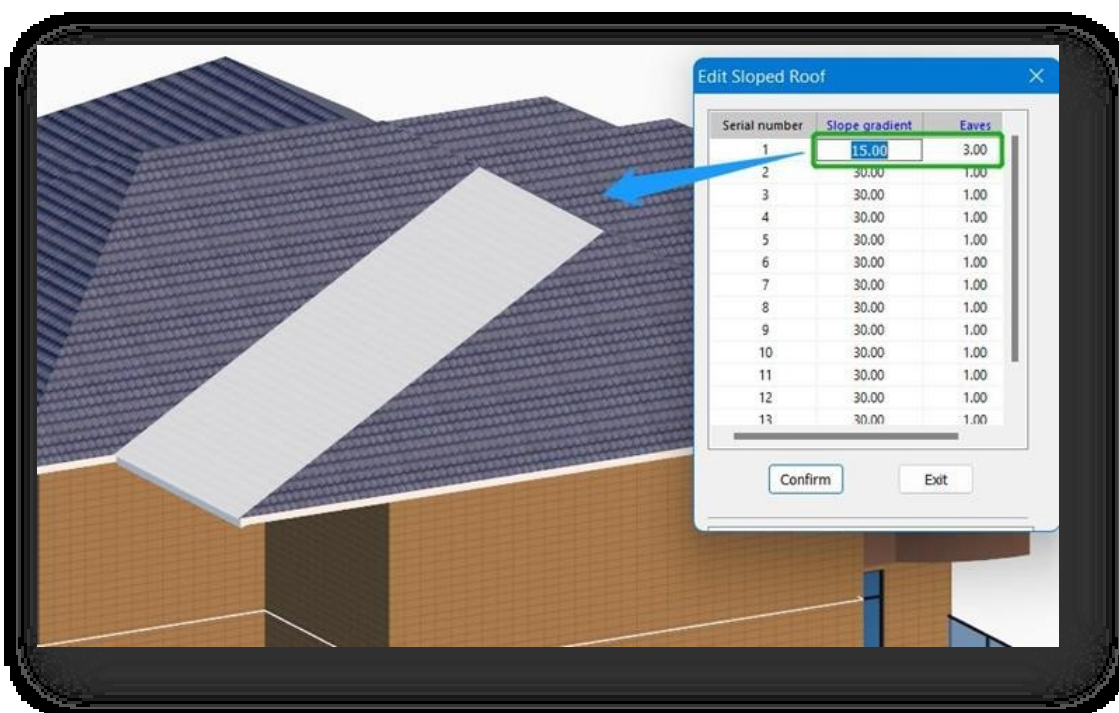 Edit Sloped Roof
Serial number Slope gradient Eaves
1 15.00 3.00
2 30.00 1.00
3 30.00 1.00
4 30.00 1.00
5 30.00 1.00
6 30.00 1.00
7 30.00 1.00
8 30.00 1.00
9 30.00 1.00
10 30.00 1.00
11 30.00 1.00
12 30.00 1.00
13 30.00 1.00
Confirm Exit